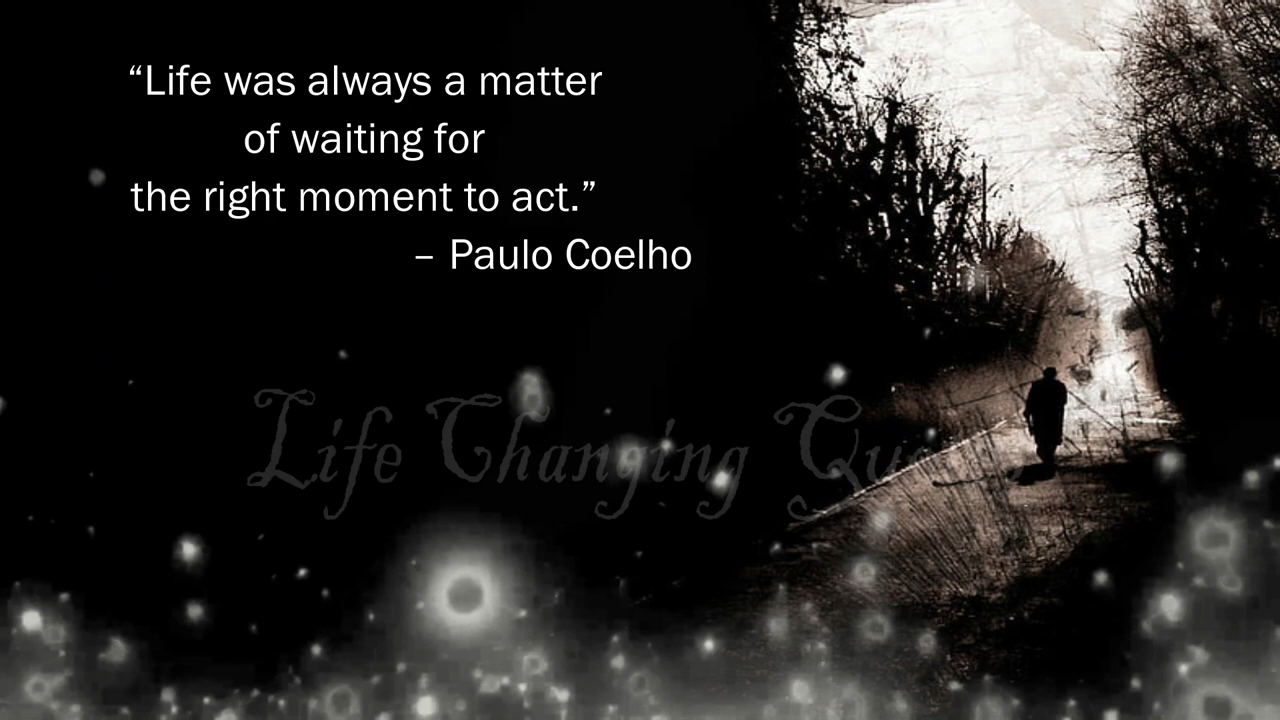 “Life was always a matter
of waiting for
the right moment to act.”
– Paulo Coelho
Life Changing